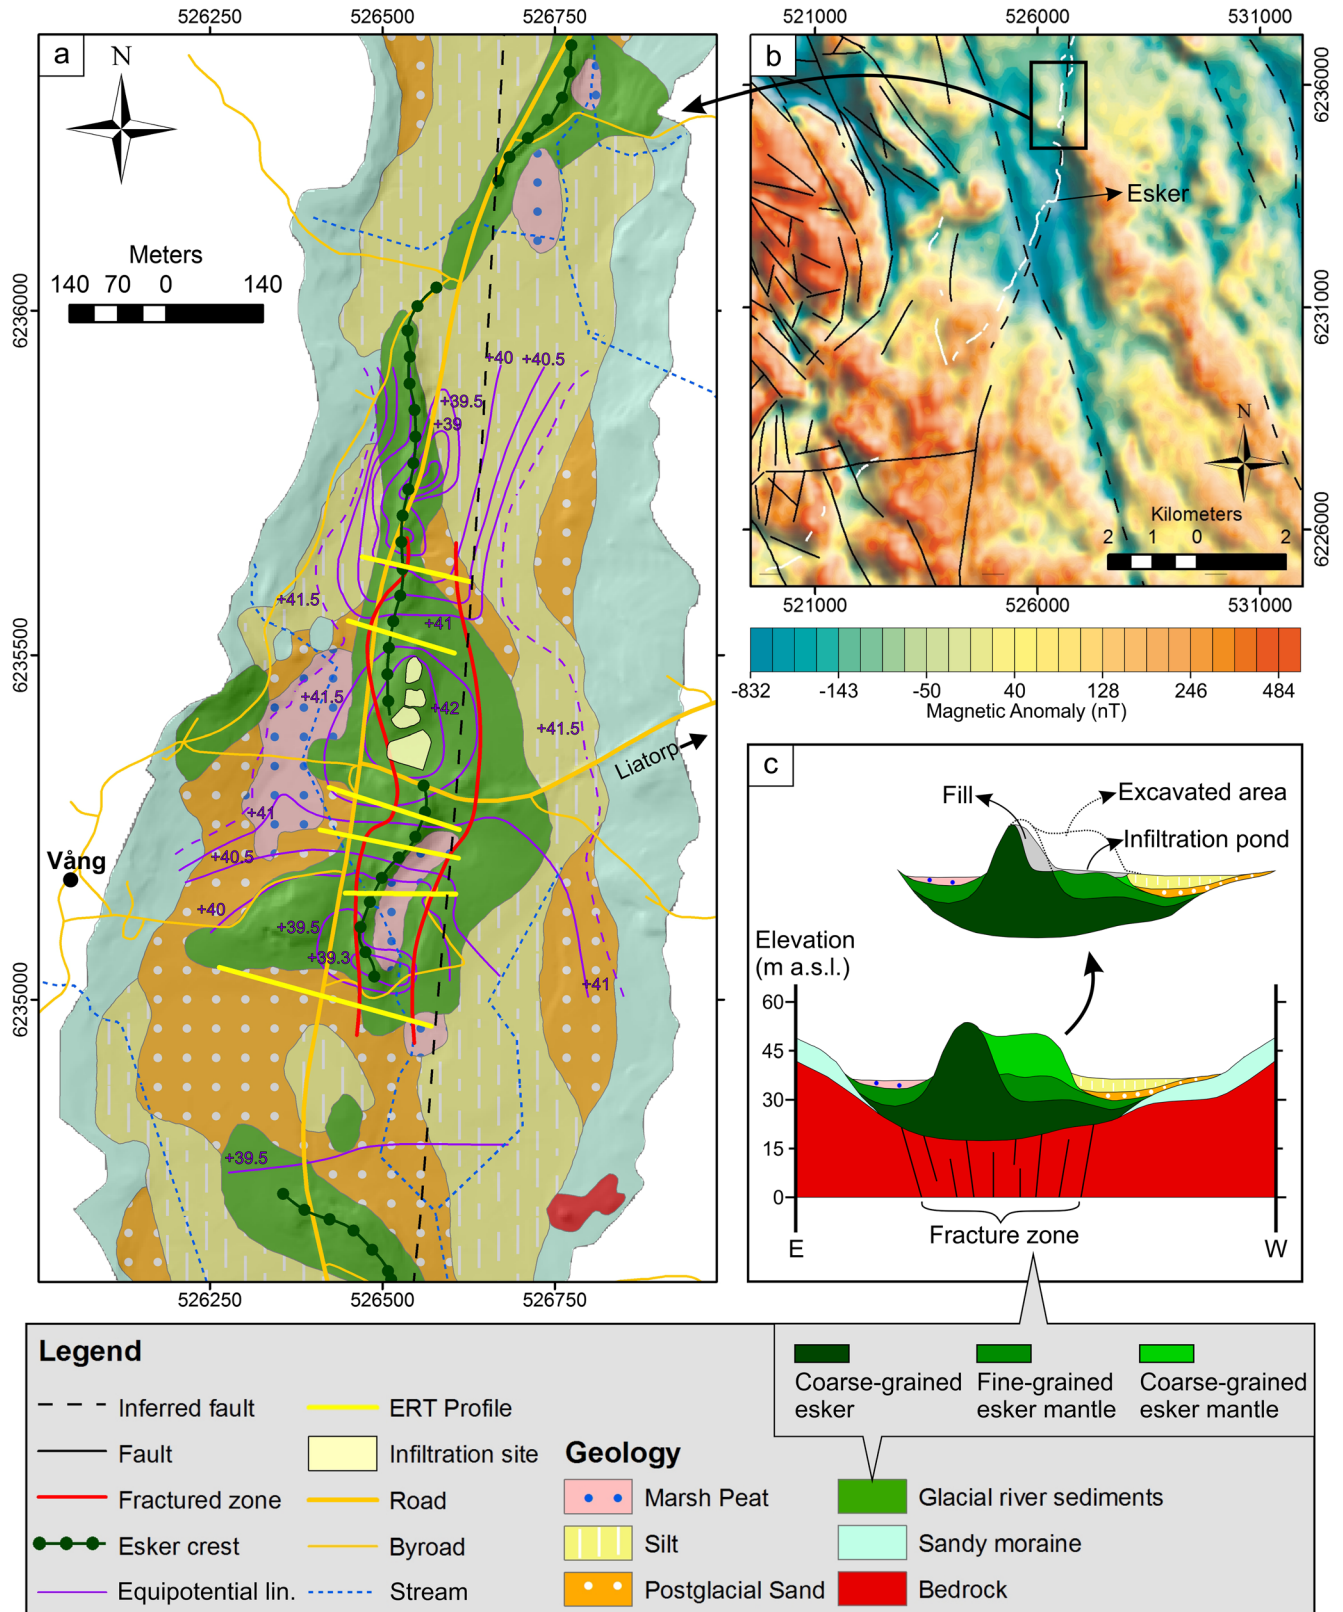 526250 526500 526750
a
N
Meters
140 70 0 140
6236000
6235500
6235000
+40 +40.5
+39.5
+39
+41.5
+41
+41.5
+42
+41.5
Liatorp
+41
+40.5
Vång
+40
+39.5
+39.3
+41
+39.5
526250 526500 526750
521000 526000 531000
b
Esker
N
Kilometers
2 1 0 2
6236000
6231000
6226000
521000 526000 531000
-832 -143 -50 40 128 246 484
Magnetic Anomaly (nT)
c
Fill
Excavated area
Infiltration pond
Elevation
(m a.s.l.)
60
45
30
15
0
Fracture zone
E W
Legend
Inferred fault
Fault
Fractured zone
Esker crest
Equipotential lin.
ERT Profile
Infiltration site
Road
Byroad
Stream
Geology
Marsh Peat
Silt
Postglacial Sand
Glacial river sediments
Sandy moraine
Bedrock
Coarse-grained
esker
Fine-grained
esker mantle
Coarse-grained
esker mantle